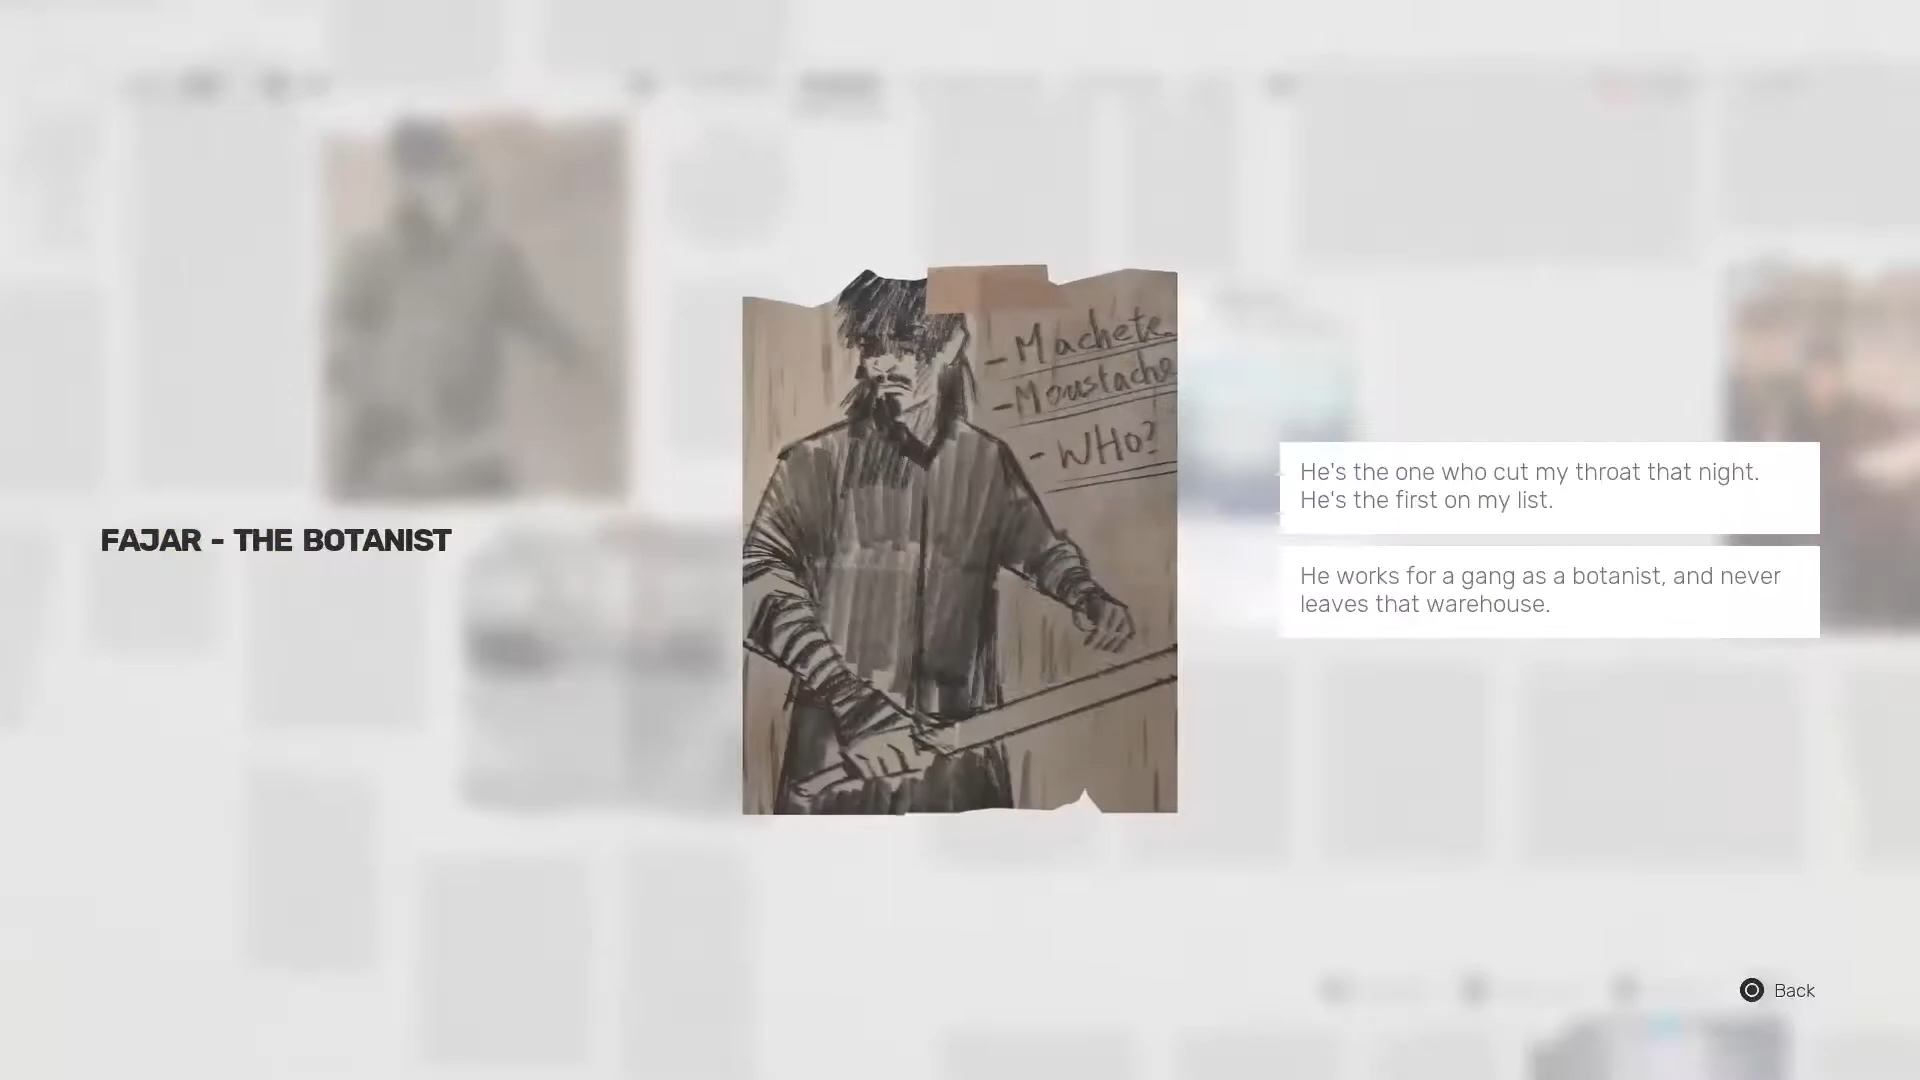 - Machete
- Moustache
- WHO?
FAJAR - THE BOTANIST
He's the one who cut my throat that night.
He's the first on my list.
He works for a gang as a botanist, and never
leaves that warehouse.
Back